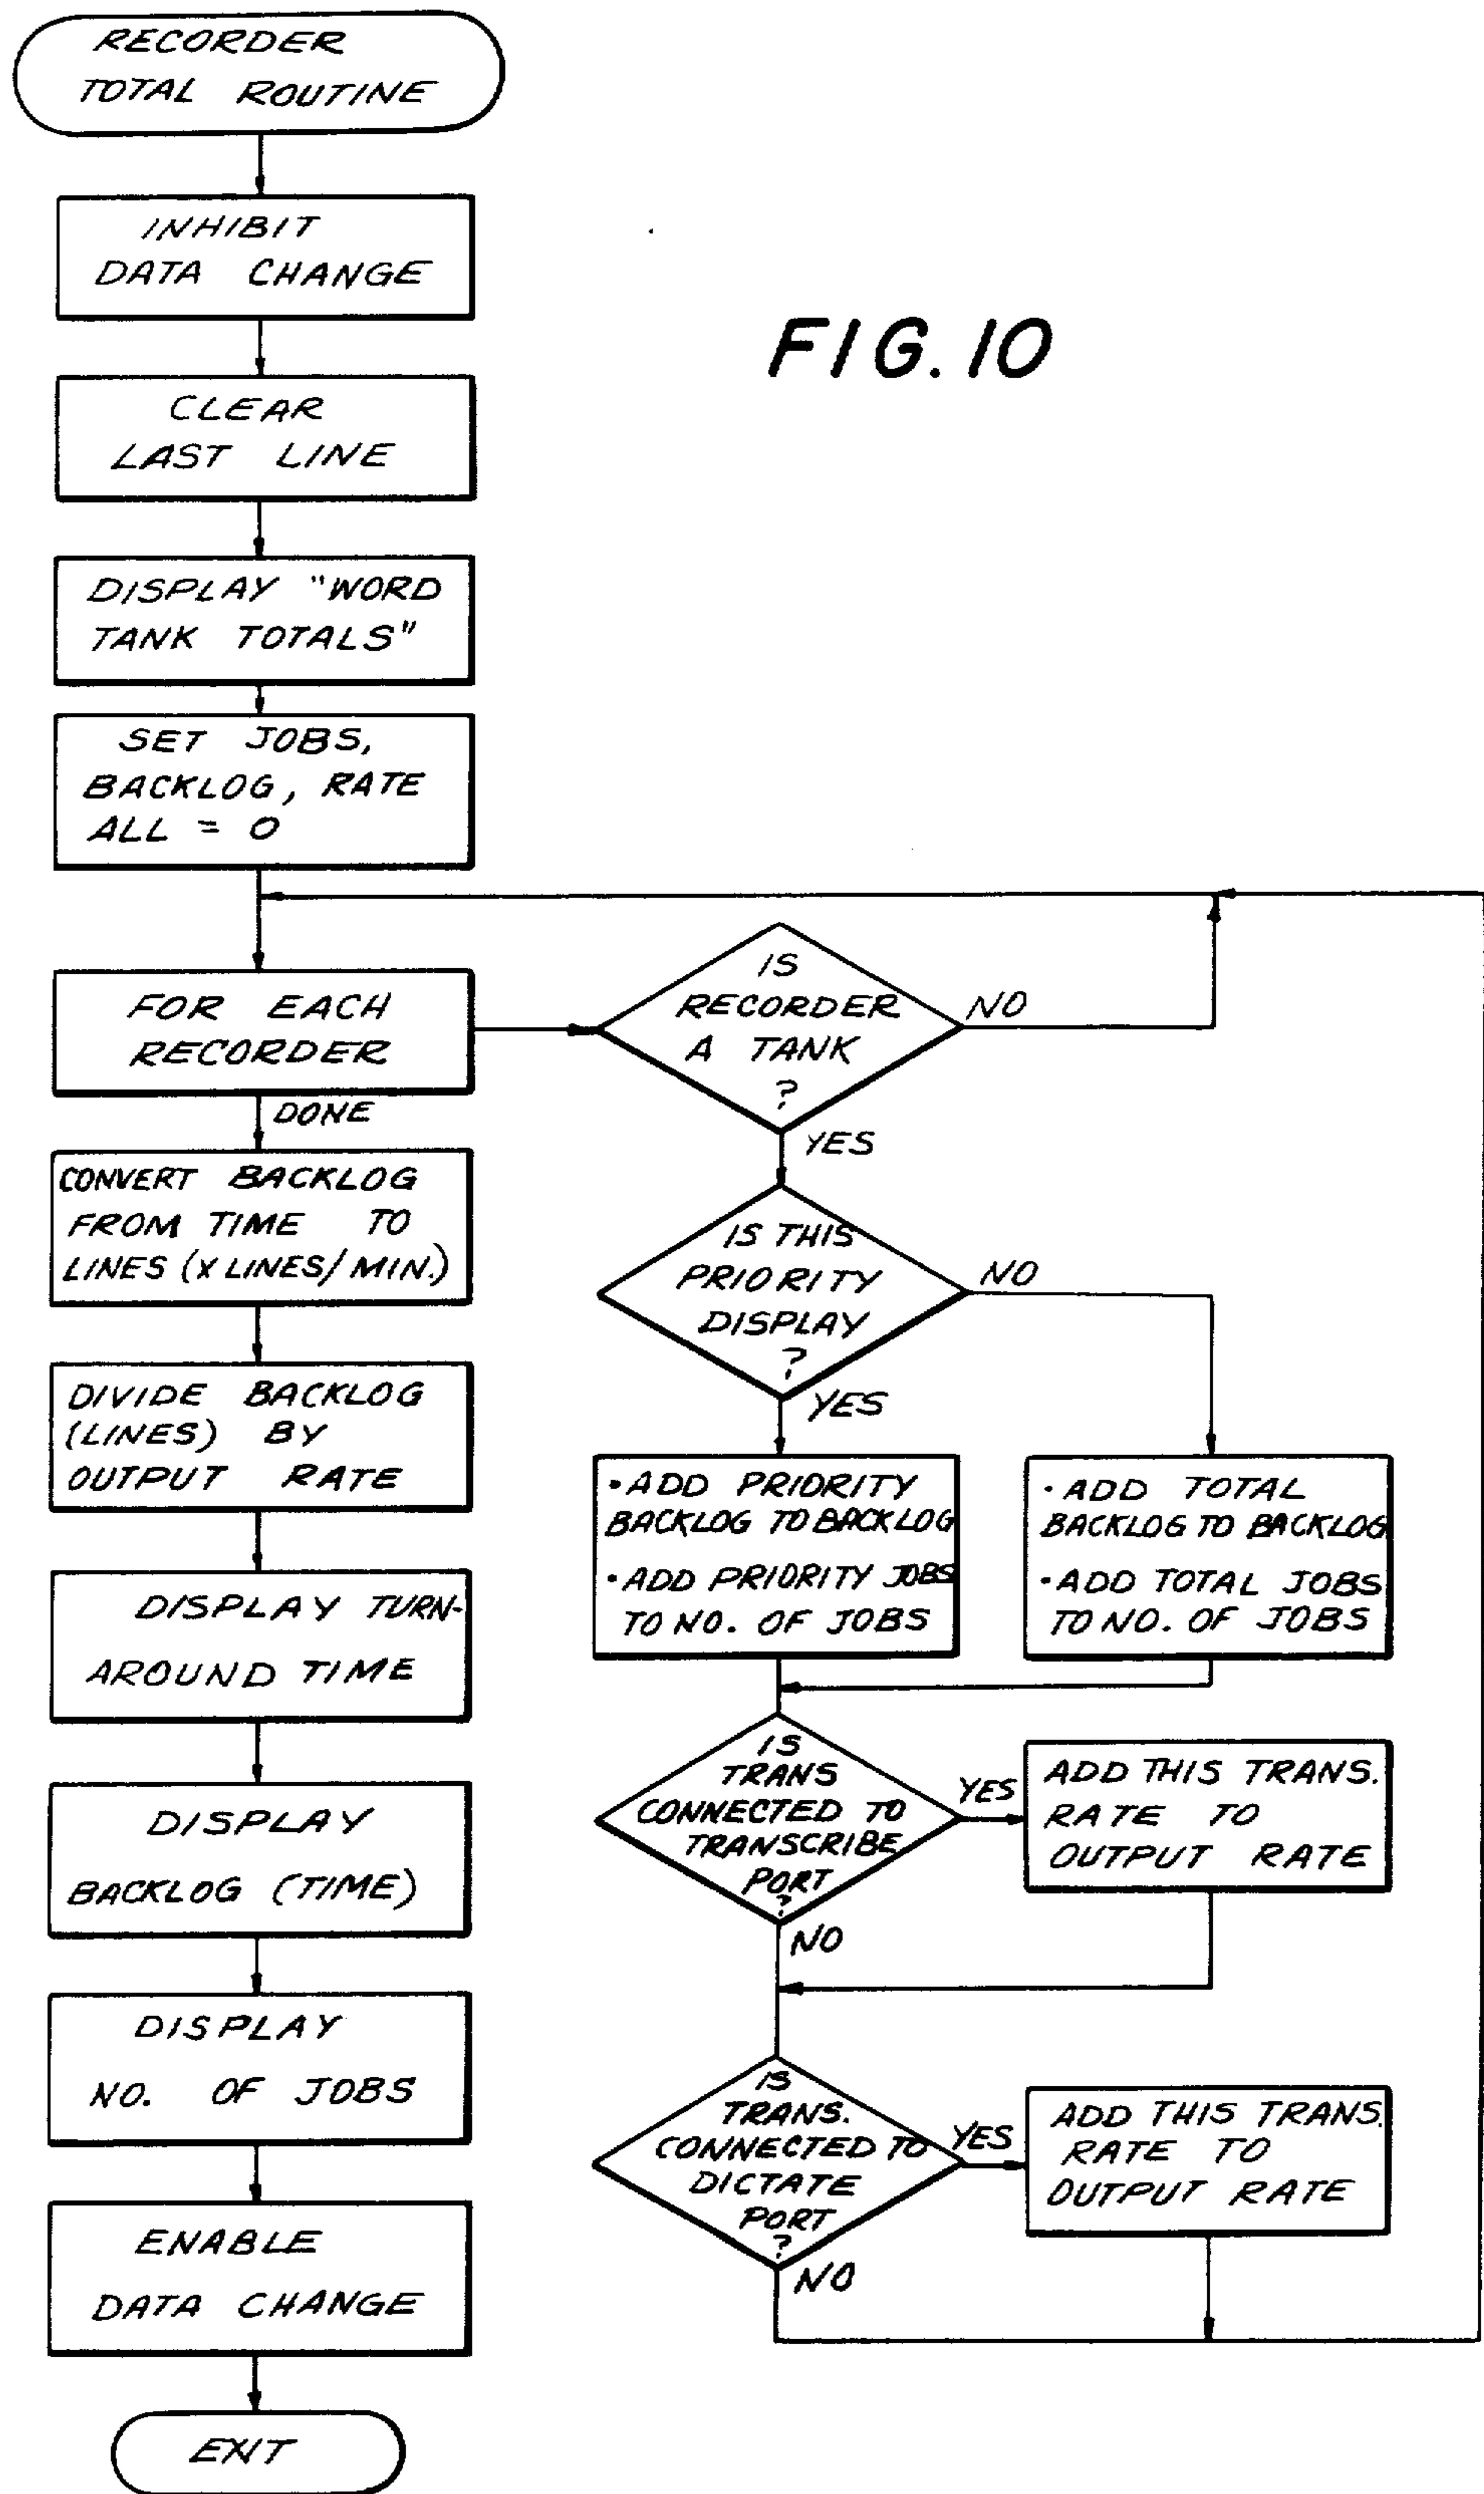 RECORDER
TOTAL ROUTINE
INHIBIT
DATA CHANGE
FIG. 10
CLEAR
LAST LINE
DISPLAY "WORD
TANK TOTALS"
SET JOBS,
BACKLOG, RATE
ALL = 0
FOR EACH
RECORDER
DONE
CONVERT BACKLOG
FROM TIME TO
LINES (X LINES/MIN.)
DIVIDE BACKLOG
(LINES) BY
OUTPUT RATE
DISPLAY TURN-
AROUND TIME
DISPLAY
BACKLOG (TIME)
DISPLAY
NO. OF JOBS
ENABLE
DATA CHANGE
EXIT
IS
RECORDER
A TANK
?
NO
YES
IS THIS
PRIORITY
DISPLAY
?
NO
YES
•ADD PRIORITY
BACKLOG TO BACKLOG
•ADD PRIORITY JOBS
TO NO. OF JOBS
•ADD TOTAL
BACKLOG TO BACKLOG
•ADD TOTAL JOBS
TO NO. OF JOBS
IS
TRANS
CONNECTED TO
TRANSCRIBE
PORT
?
YES
NO
ADD THIS TRANS.
RATE TO
OUTPUT RATE
IS
TRANS.
CONNECTED TO
DICTATE
PORT
?
YES
NO
ADD THIS TRANS.
RATE TO
OUTPUT RATE